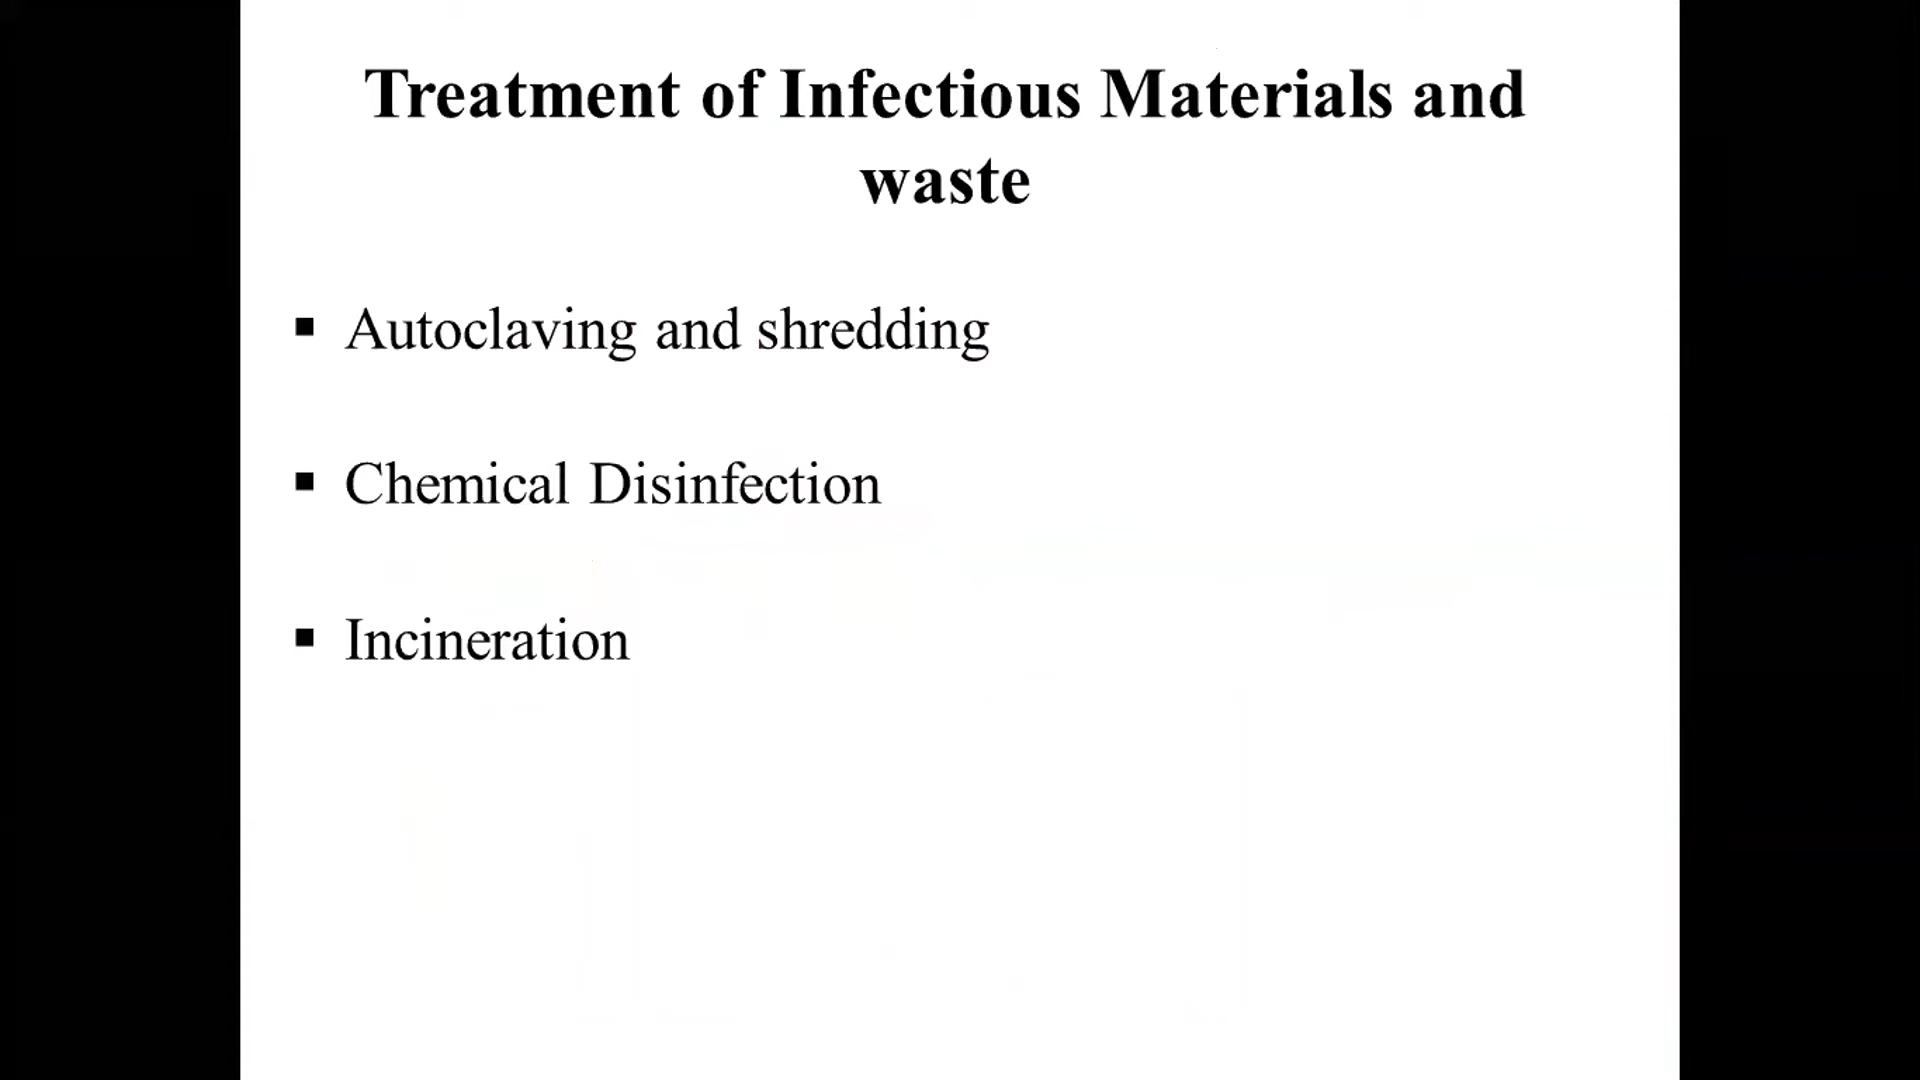 Treatment of Infectious Materials and
waste
▪ Autoclaving and shredding
▪ Chemical Disinfection
▪ Incineration